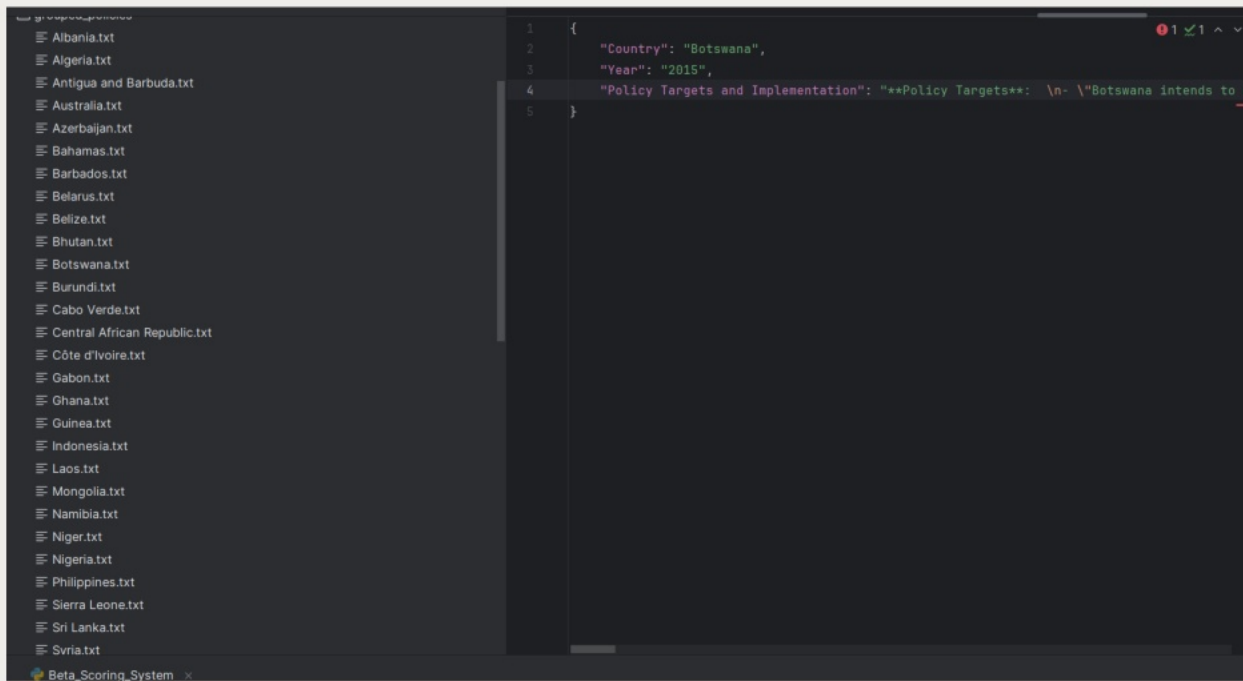 grouped_policies
Albania.txt
Algeria.txt
Antigua and Barbuda.txt
Australia.txt
Azerbaijan.txt
Bahamas.txt
Barbados.txt
Belarus.txt
Belize.txt
Bhutan.txt
Botswana.txt
Burundi.txt
Cabo Verde.txt
Central African Republic.txt
Côte d'Ivoire.txt
Gabon.txt
Ghana.txt
Guinea.txt
Indonesia.txt
Laos.txt
Mongolia.txt
Namibia.txt
Niger.txt
Nigeria.txt
Philippines.txt
Sierra Leone.txt
Sri Lanka.txt
Syria.txt
1 {
2 "Country": "Botswana",
3 "Year": "2015",
4 "Policy Targets and Implementation": "**Policy Targets**:  \n- \"Botswana intends to
5 }
1 1
Beta_Scoring_System